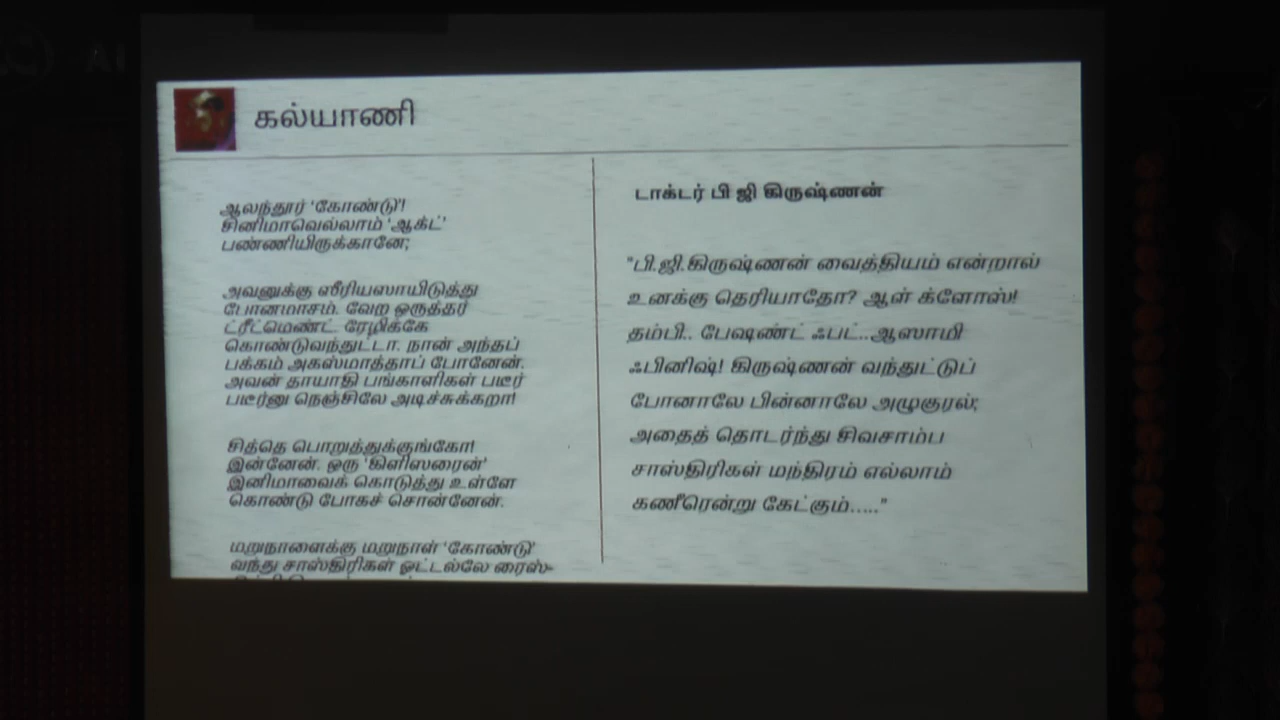 கல்யாணி
ஆலந்தூர் ‘கோண்டு’!
சினிமாவெல்லாம் ‘ஆக்ட்’
பண்ணியிருக்கானே;
அவனுக்கு ஸீரியஸாயிடுத்து
போனமாசம். வேற ஒருத்தர்
ட்ரீட்மெண்ட். ரேழிக்கே
கொண்டுவந்துட்டா. நான் அந்தப்
பக்கம் அகஸ்மாத்தாப் போனேன்.
அவன் தாயாதி பங்காளிகள் படீர்
படீர்னு நெஞ்சிலே அடிச்சுக்கறா!
சித்தெ பொறுத்துக்குங்கோ!
இன்னேன். ஒரு ‘கிளிஸரைன்’
இனிமாவைக் கொடுத்து உள்ளே
கொண்டு போகச் சொன்னேன்.
மறுநாளைக்கு மறுநாள் ‘கோண்டு’
வந்து சாஸ்திரிகள் ஓட்டல்லே ரைஸ்-
டாக்டர் பி ஜி கிருஷ்ணன்
"பி.ஜி.கிருஷ்ணன் வைத்தியம் என்றால்
உனக்கு தெரியாதோ? ஆள் க்ளோஸ்!
தம்பி.. பேஷண்ட் ஃபட்..ஆஸாமி
ஃபினிஷ்! கிருஷ்ணன் வந்துட்டுப்
போனாலே பின்னாலே அழுகுரல்;
அதைத் தொடர்ந்து சிவசாம்ப
சாஸ்திரிகள் மந்திரம் எல்லாம்
கணீரென்று கேட்கும்....."